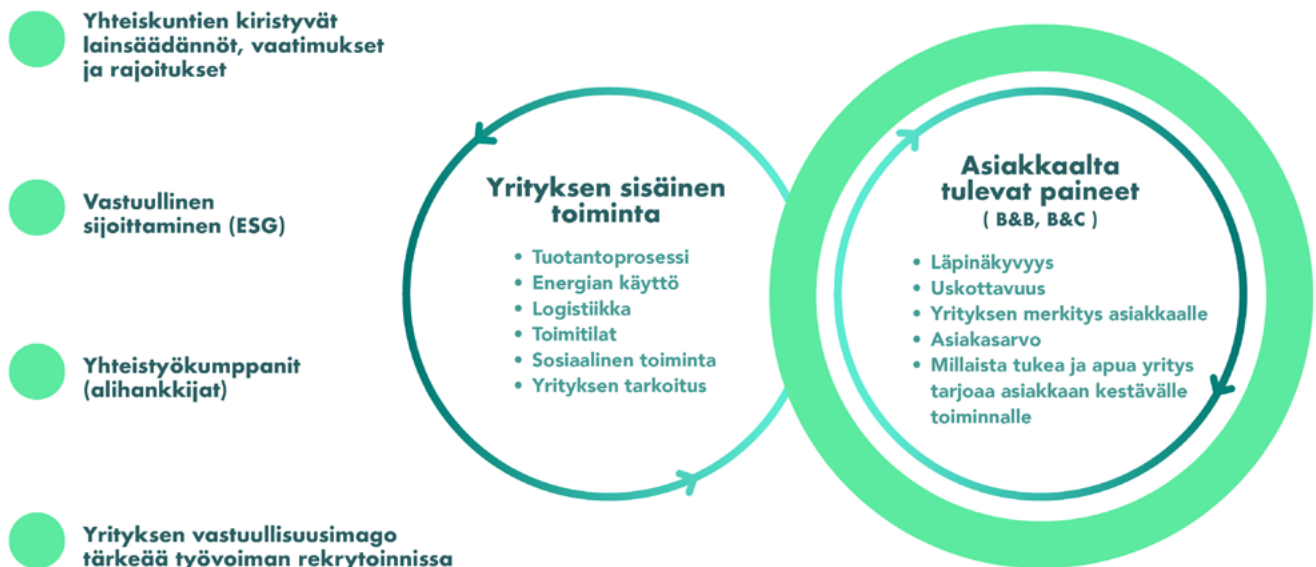 Yhteiskuntien kiristyvät
lainsäädännöt, vaatimukset
ja rajoitukset
Vastuullinen
sijoittaminen (ESG)
Yhteistyökumppanit
(alihankkijat)
Yrityksen vastuullisuusimago
tärkeää työvoiman rekrytoinnissa
Yrityksen sisäinen
toiminta
• Tuotantoprosessi
• Energian käyttö
• Logistiikka
• Toimitilat
• Sosiaalinen toiminta
• Yrityksen tarkoitus
Asiakkaalta
tulevat paineet
( B&B, B&C )
• Läpinäkyvyys
• Uskottavuus
• Yrityksen merkitys asiakkaalle
• Asiakasarvo
• Millaista tukea ja apua yritys
tarjoaa asiakkaan kestävälle
toiminnalle